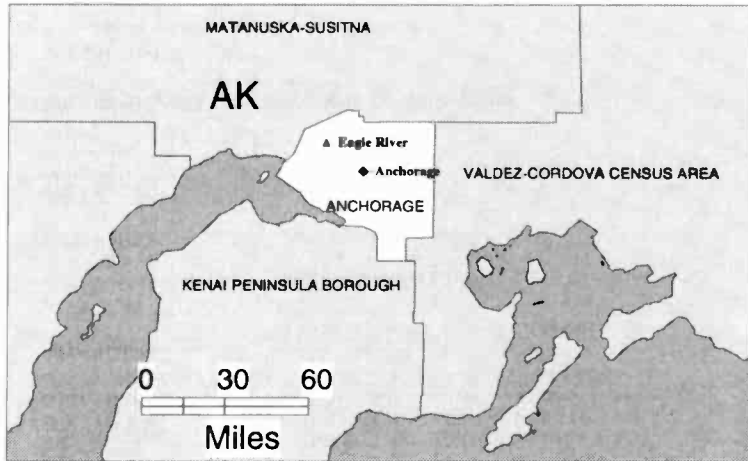 MATANUSKA-SUSITNA
AK
Eagle River
Anchorage
VALDEZ-CORDOVA CENSUS AREA
ANCHORAGE
KENAI PENINSULA BOROUGH
0 30 60
Miles